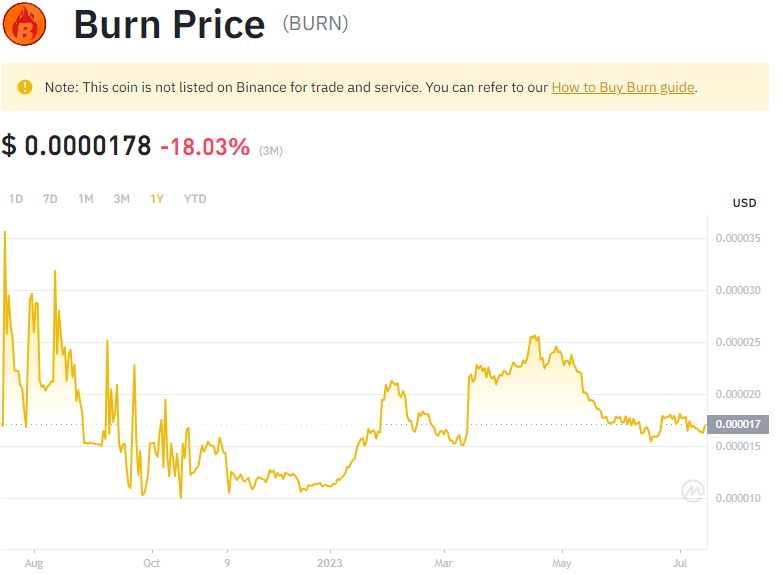 Burn Price (BURN)
Note: This coin is not listed on Binance for trade and service. You can refer to our How to Buy Burn guide.
$ 0.0000178 -18.03% (3M)
1D 7D 1M 3M 1Y YTD
USD
0.000035
0.000030
0.000025
0.000020
0.000017
0.000015
0.000010
Aug Oct 9 2023 Mar May Jul